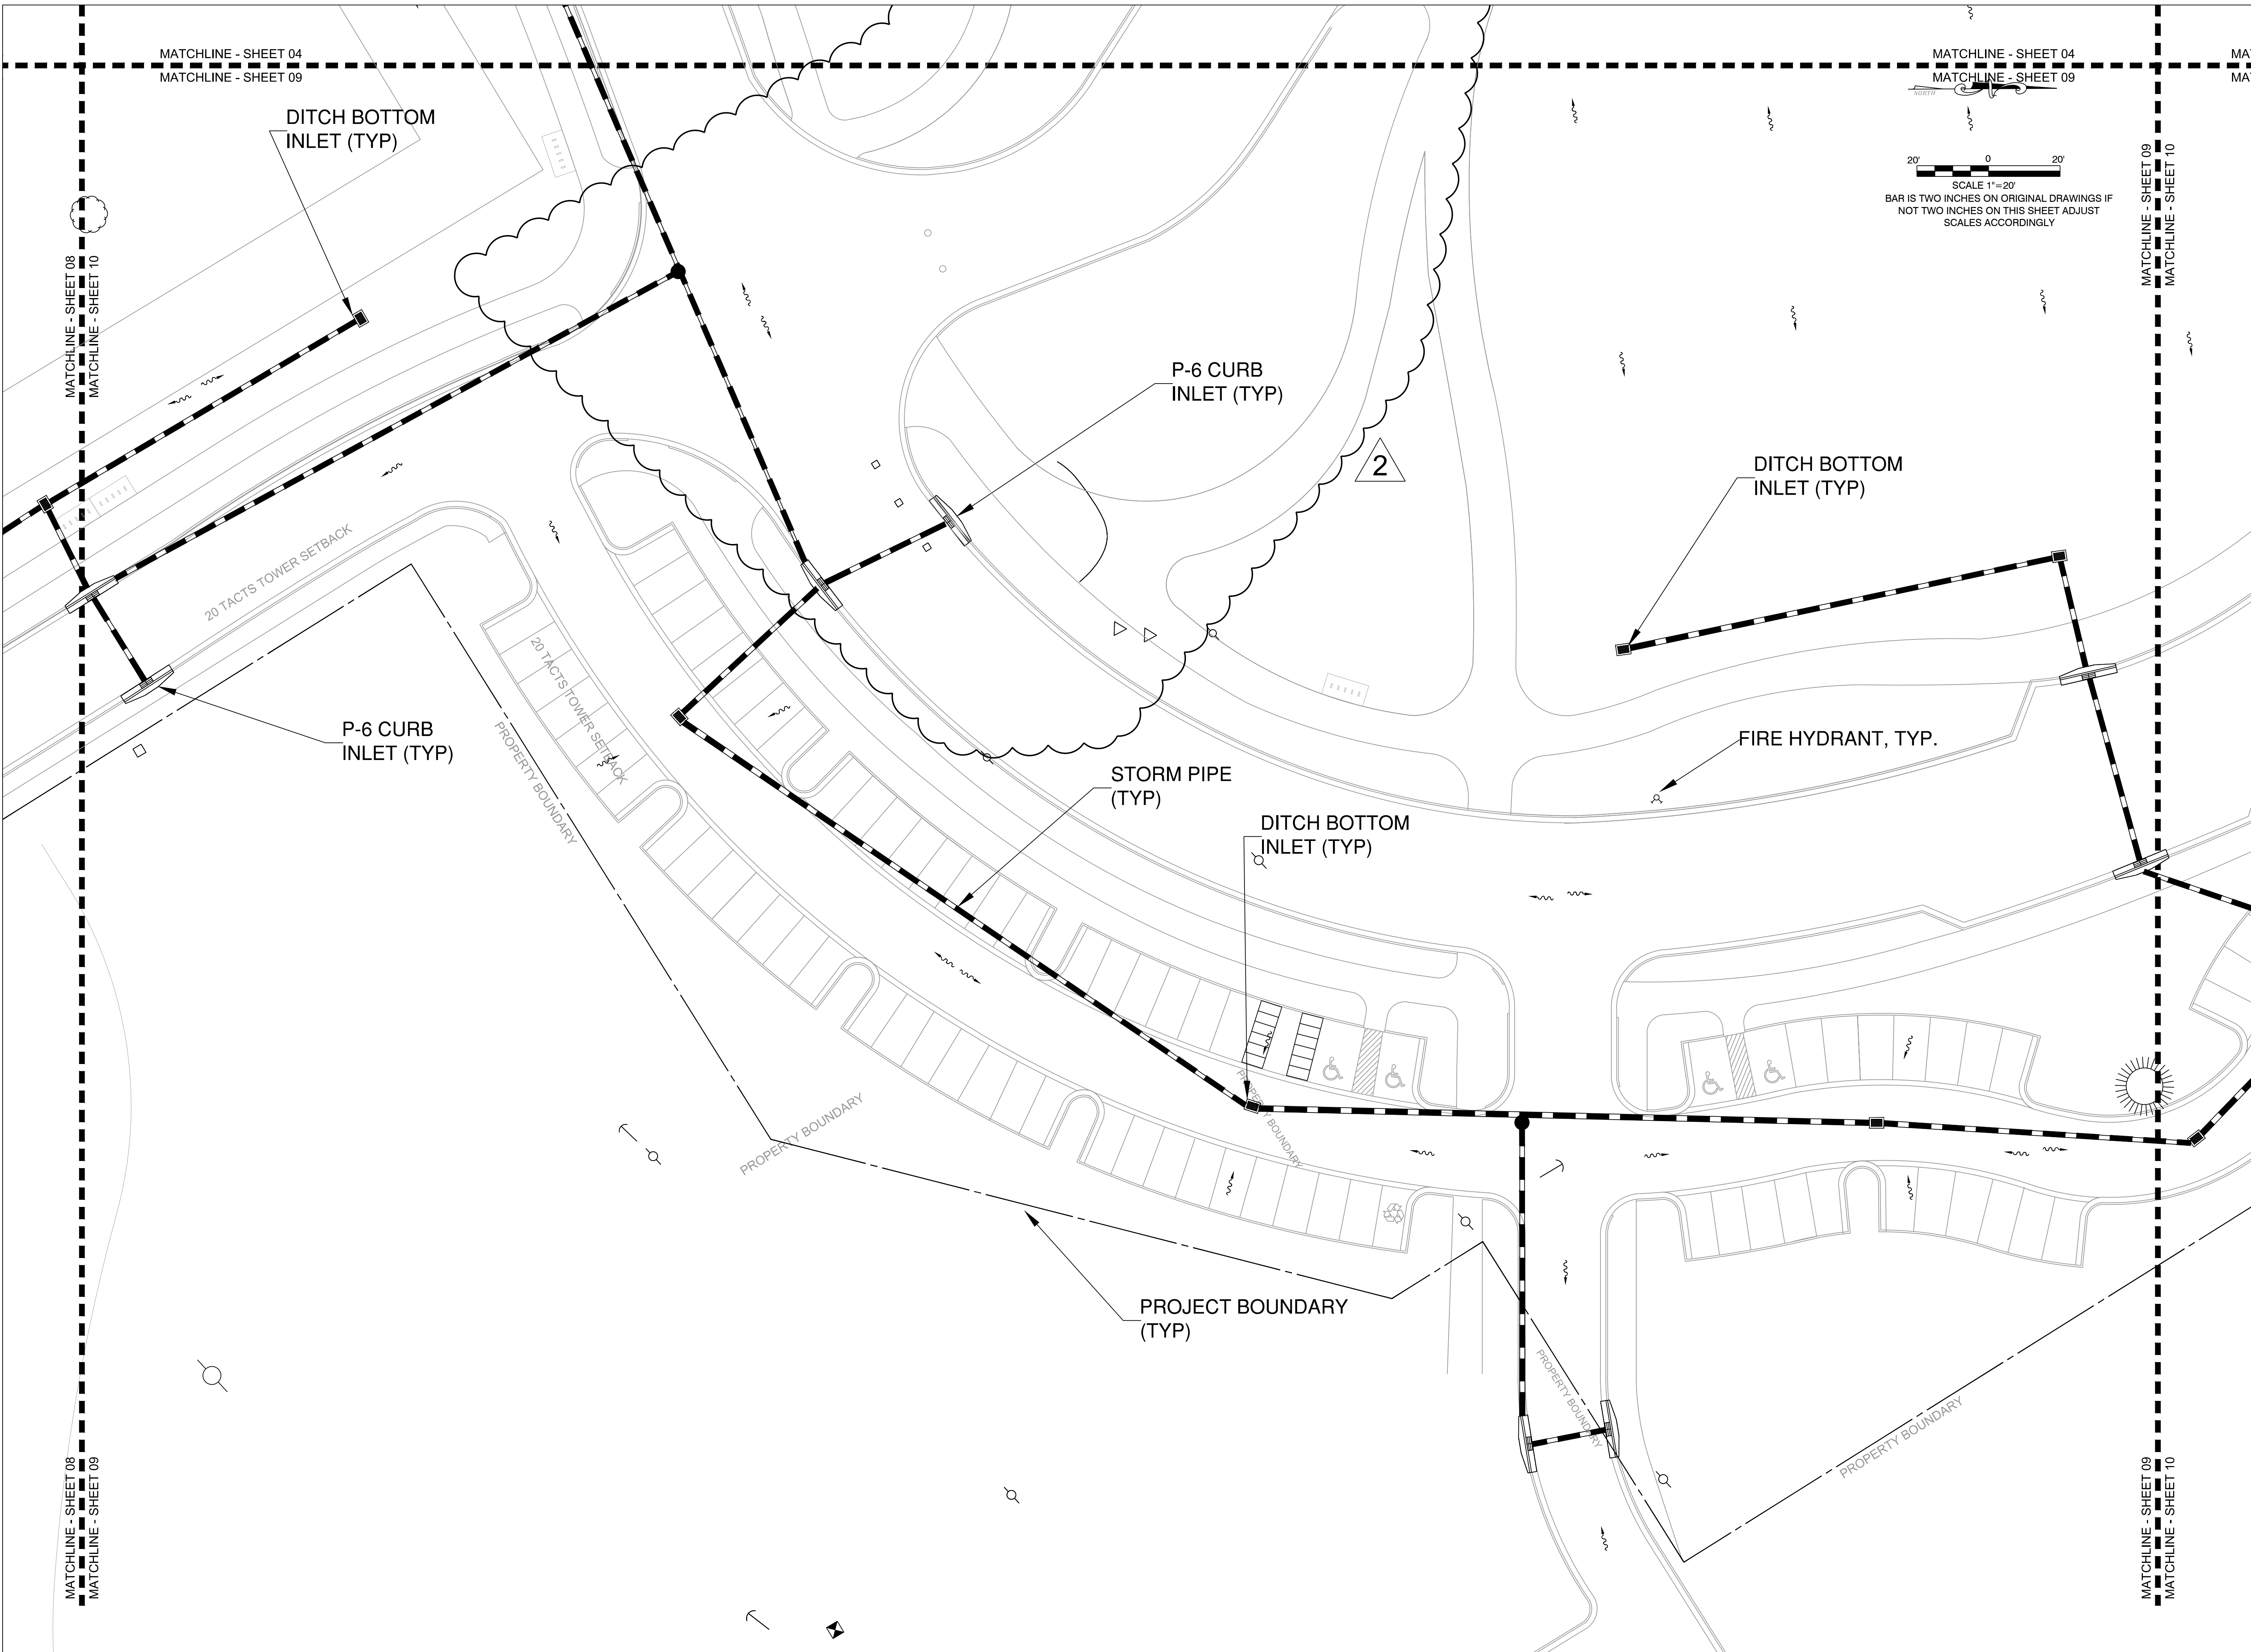 MATCHLINE - SHEET 04
MATCHLINE - SHEET 09
MATCHLINE - SHEET 04
MATCHLINE - SHEET 09
MA
MA
NORTH
20' 0 20'
SCALE 1"=20'
BAR IS TWO INCHES ON ORIGINAL DRAWINGS IF
NOT TWO INCHES ON THIS SHEET ADJUST
SCALES ACCORDINGLY
MATCHLINE - SHEET 09
MATCHLINE - SHEET 10
DITCH BOTTOM
INLET (TYP)
MATCHLINE - SHEET 08
MATCHLINE - SHEET 10
P-6 CURB
INLET (TYP)
2
DITCH BOTTOM
INLET (TYP)
20 TACTS TOWER SETBACK
20 TACTS TOWER SETBACK
PROPERTY BOUNDARY
P-6 CURB
INLET (TYP)
FIRE HYDRANT, TYP.
STORM PIPE
(TYP)
DITCH BOTTOM
INLET (TYP)
PROPERTY BOUNDARY
PROPERTY BOUNDARY
PROJECT BOUNDARY
(TYP)
PROPERTY BOUNDARY
PROPERTY BOUNDARY
MATCHLINE - SHEET 08
MATCHLINE - SHEET 09
MATCHLINE - SHEET 09
MATCHLINE - SHEET 10